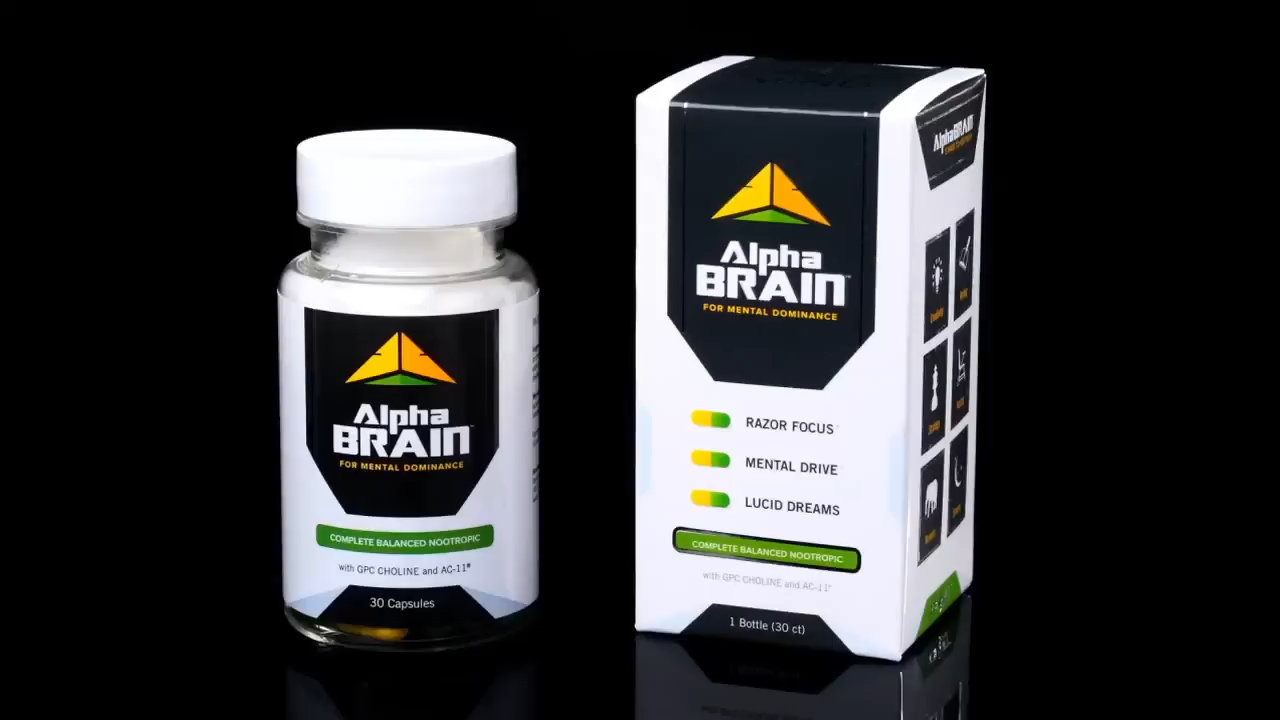 Alpha
BRAIN™
FOR MENTAL DOMINANCE
COMPLETE BALANCED NOOTROPIC
with GPC CHOLINE and AC-11®
30 Capsules
Alpha
BRAIN™
FOR MENTAL DOMINANCE
RAZOR FOCUS
MENTAL DRIVE
LUCID DREAMS
COMPLETE BALANCED NOOTROPIC
with GPC CHOLINE and AC-11®
1 Bottle (30 ct)
AlphaBRAIN